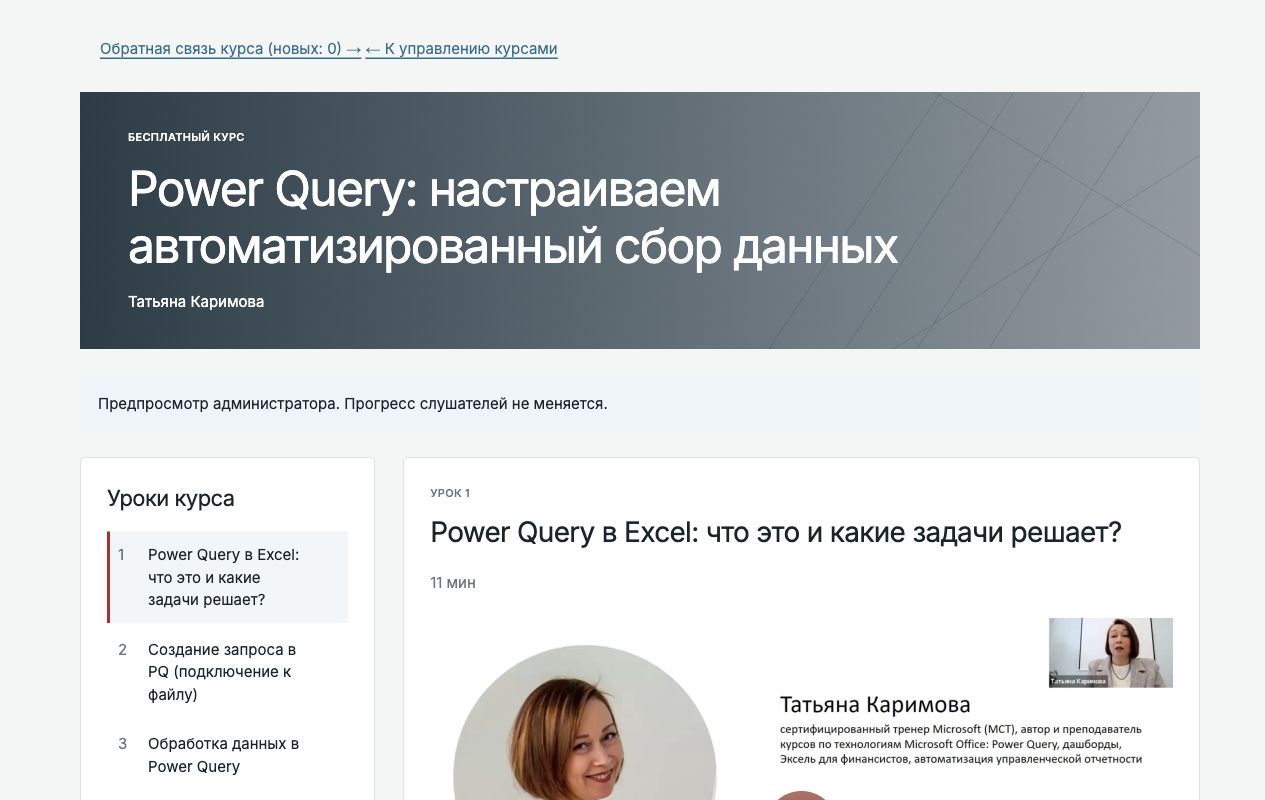 Обратная связь курса (новых: 0) → ← К управлению курсами
БЕСПЛАТНЫЙ КУРС
Power Query: настраиваем
автоматизированный сбор данных
Татьяна Каримова
Предпросмотр администратора. Прогресс слушателей не меняется.
Уроки курса
1 Power Query в Excel:
что это и какие
задачи решает?
2 Создание запроса в
PQ (подключение к
файлу)
3 Обработка данных в
Power Query
УРОК 1
Power Query в Excel: что это и какие задачи решает?
11 мин
Татьяна Каримова
Татьяна Каримова
сертифицированный тренер Microsoft (MCT), автор и преподаватель
курсов по технологиям Microsoft Office: Power Query, дашборды,
Эксель для финансистов, автоматизация управленческой отчетности